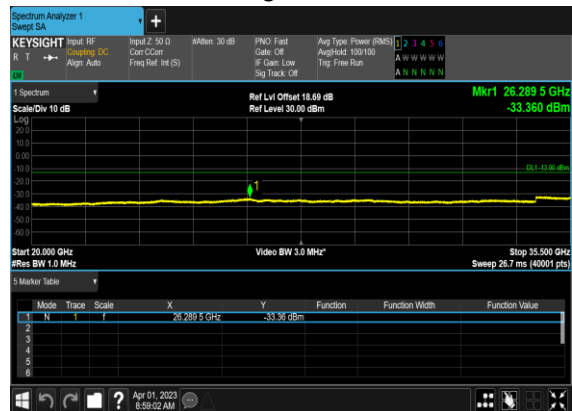 Spectrum Analyzer 1
Swept SA
+
KEYSIGHT Input: RF Input Z: 50 Ω #Atten: 30 dB PNO: Fast Avg Type: Power (RMS) 1 2 3 4 5 6
R T Coupling: DC Corr CCorr Gate: Off Avg|Hold: 100/100 A W W W W W
Align: Auto Freq Ref: Int (S) IF Gain: Low Trig: Free Run
Sig Track: Off A N N N N N
1 Spectrum Ref Lvl Offset 18.69 dB Mkr1 26.289 5 GHz
Scale/Div 10 dB Ref Level 30.00 dBm -33.360 dBm
Log
20.0
10.0
0.00
-10.0
DL1 -13.00 dBm
-20.0
1
-30.0
-40.0
-50.0
-60.0
Start 20.000 GHz Video BW 3.0 MHz* Stop 35.500 GHz
#Res BW 1.0 MHz Sweep 26.7 ms (40001 pts)
5 Marker Table
Mode Trace Scale X Y Function Function Width Function Value
1 N 1 f 26.289 5 GHz -33.36 dBm
2
3
4
5
6
? Apr 01, 2023
8:59:02 AM